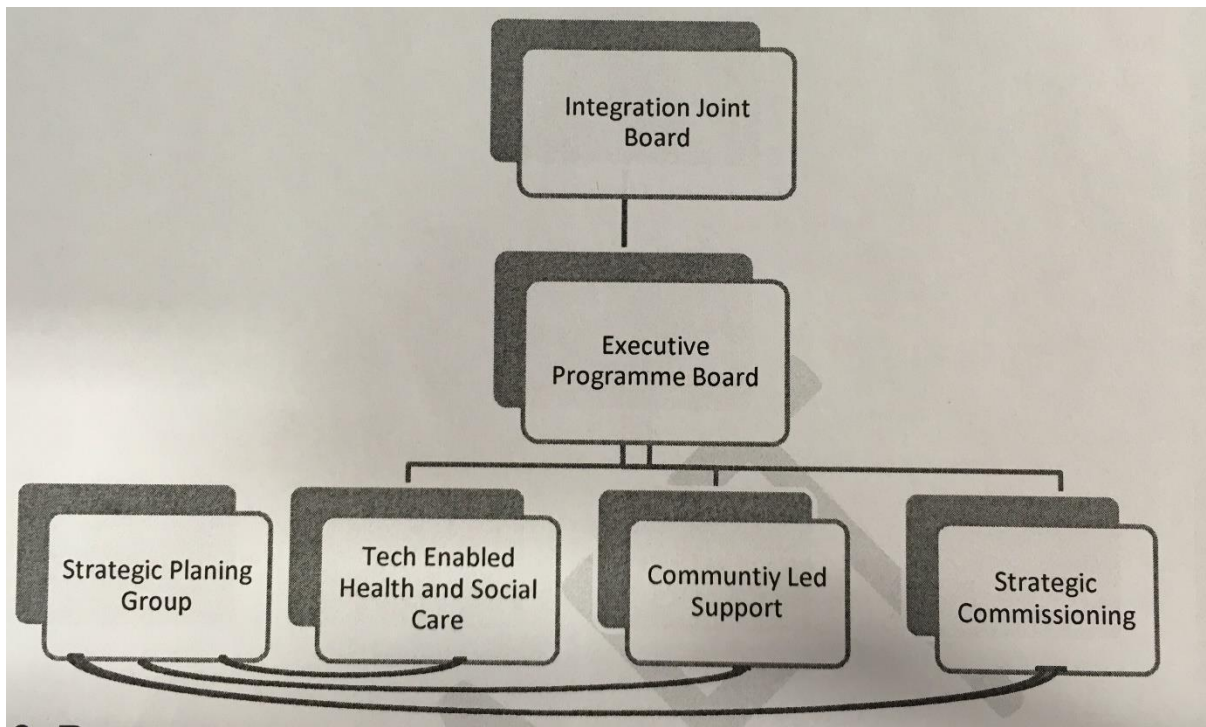 Integration Joint
Board
Executive
Programme Board
Strategic Planing
Group
Tech Enabled
Health and Social
Care
Communtiy Led
Support
Strategic
Commissioning